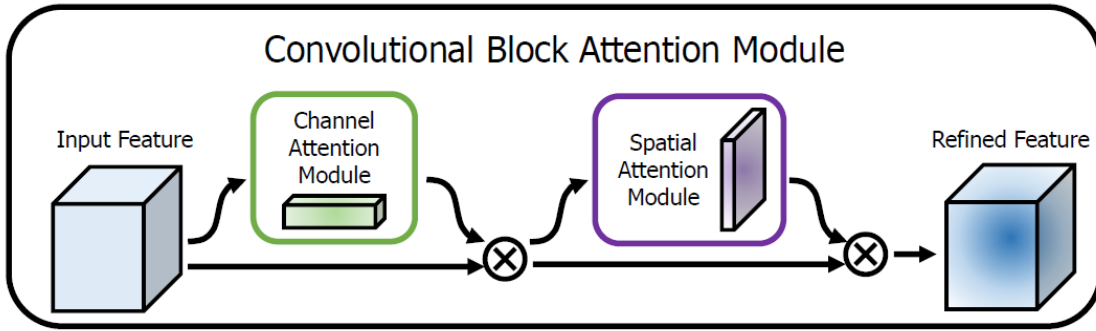 Convolutional Block Attention Module
Input Feature
Channel
Attention
Module
Spatial
Attention
Module
Refined Feature